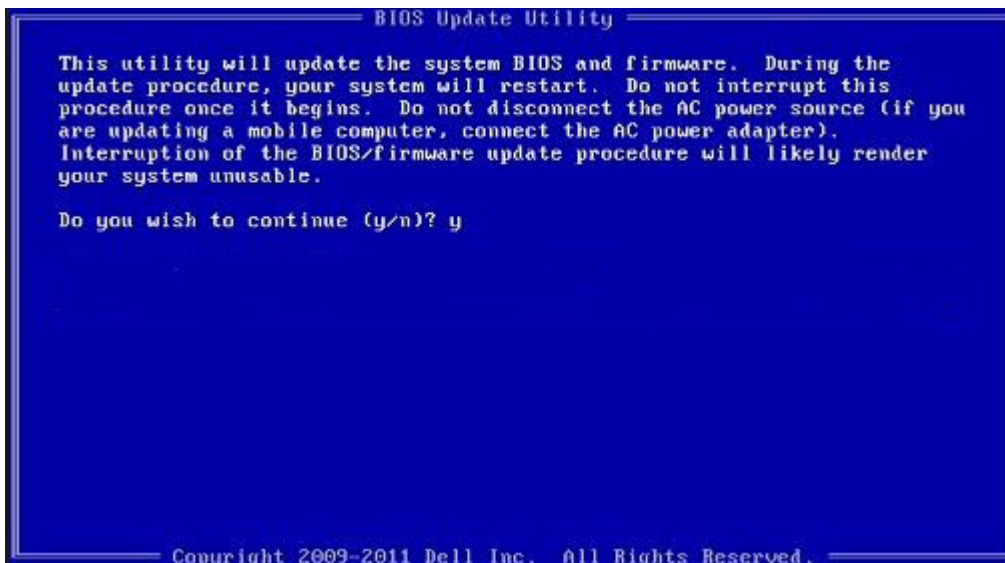 BIOS Update Utility
This utility will update the system BIOS and firmware. During the
update procedure, your system will restart. Do not interrupt this
procedure once it begins. Do not disconnect the AC power source (if you
are updating a mobile computer, connect the AC power adapter).
Interruption of the BIOS/firmware update procedure will likely render
your system unusable.
Do you wish to continue (y/n)? y
Copyright 2009-2011 Dell Inc. All Rights Reserved.